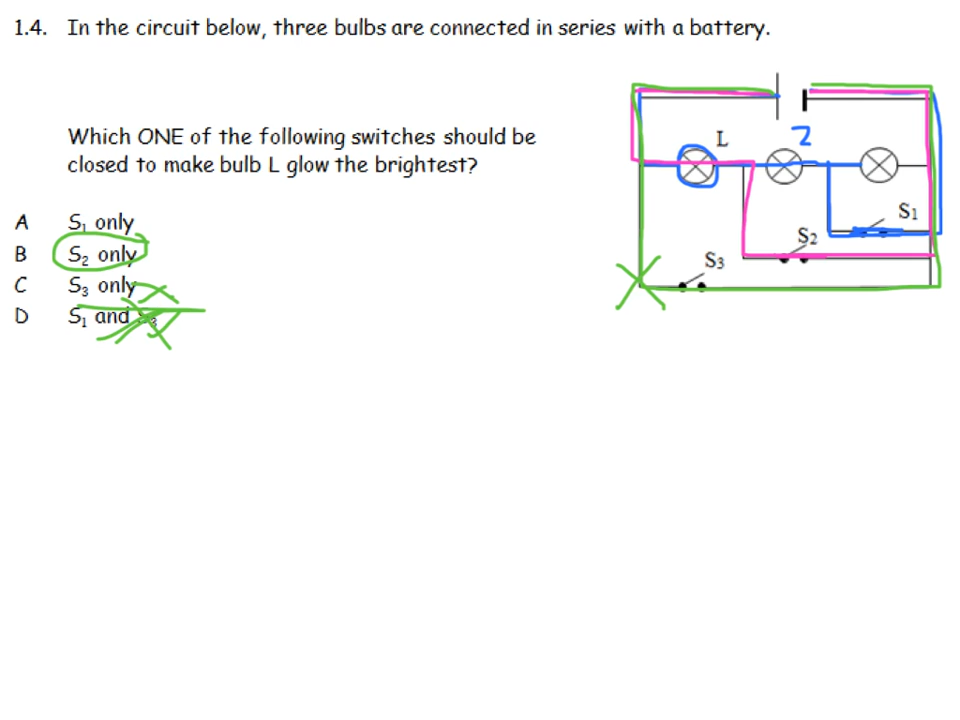 1.4. In the circuit below, three bulbs are connected in series with a battery.
Which ONE of the following switches should be
closed to make bulb L glow the brightest?
A S₁ only
B S₂ only
C S₃ only
D S₁ and
L
2
S1
S2
S3